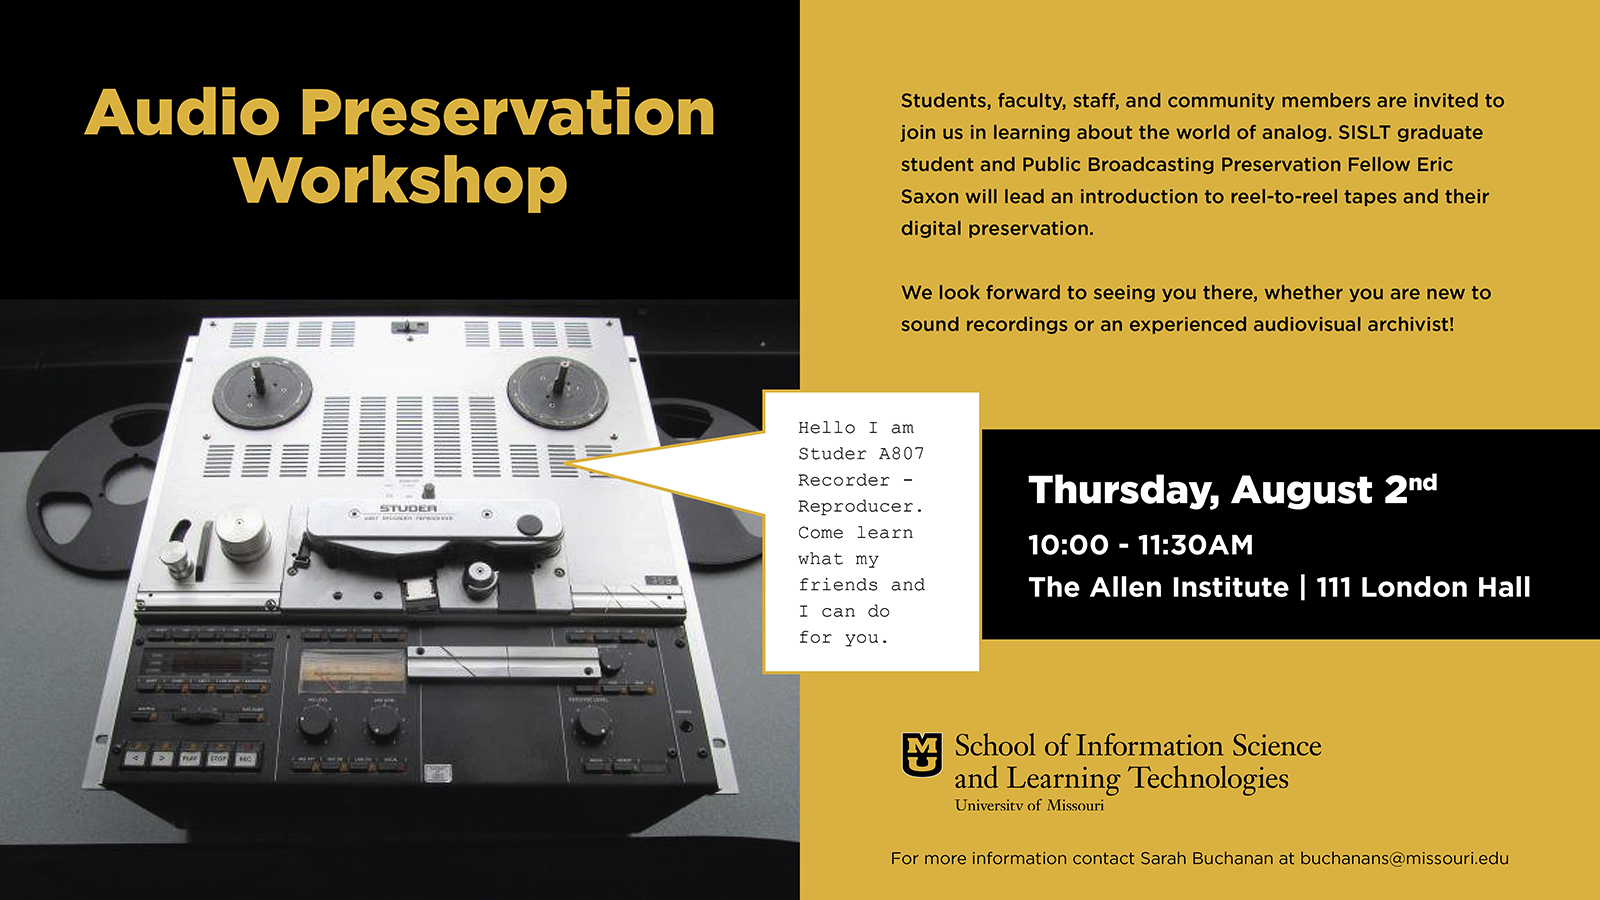 Audio Preservation
Workshop
Students, faculty, staff, and community members are invited to
join us in learning about the world of analog. SISLT graduate
student and Public Broadcasting Preservation Fellow Eric
Saxon will lead an introduction to reel-to-reel tapes and their
digital preservation.
We look forward to seeing you there, whether you are new to
sound recordings or an experienced audiovisual archivist!
Hello I am
Studer A807
Recorder -
Reproducer.
Come learn
what my
friends and
I can do
for you.
Thursday, August 2nd
10:00 - 11:30AM
The Allen Institute | 111 London Hall
STUDER
PLAY STOP REC
MU
School of Information Science
and Learning Technologies
University of Missouri
For more information contact Sarah Buchanan at buchanans@missouri.edu